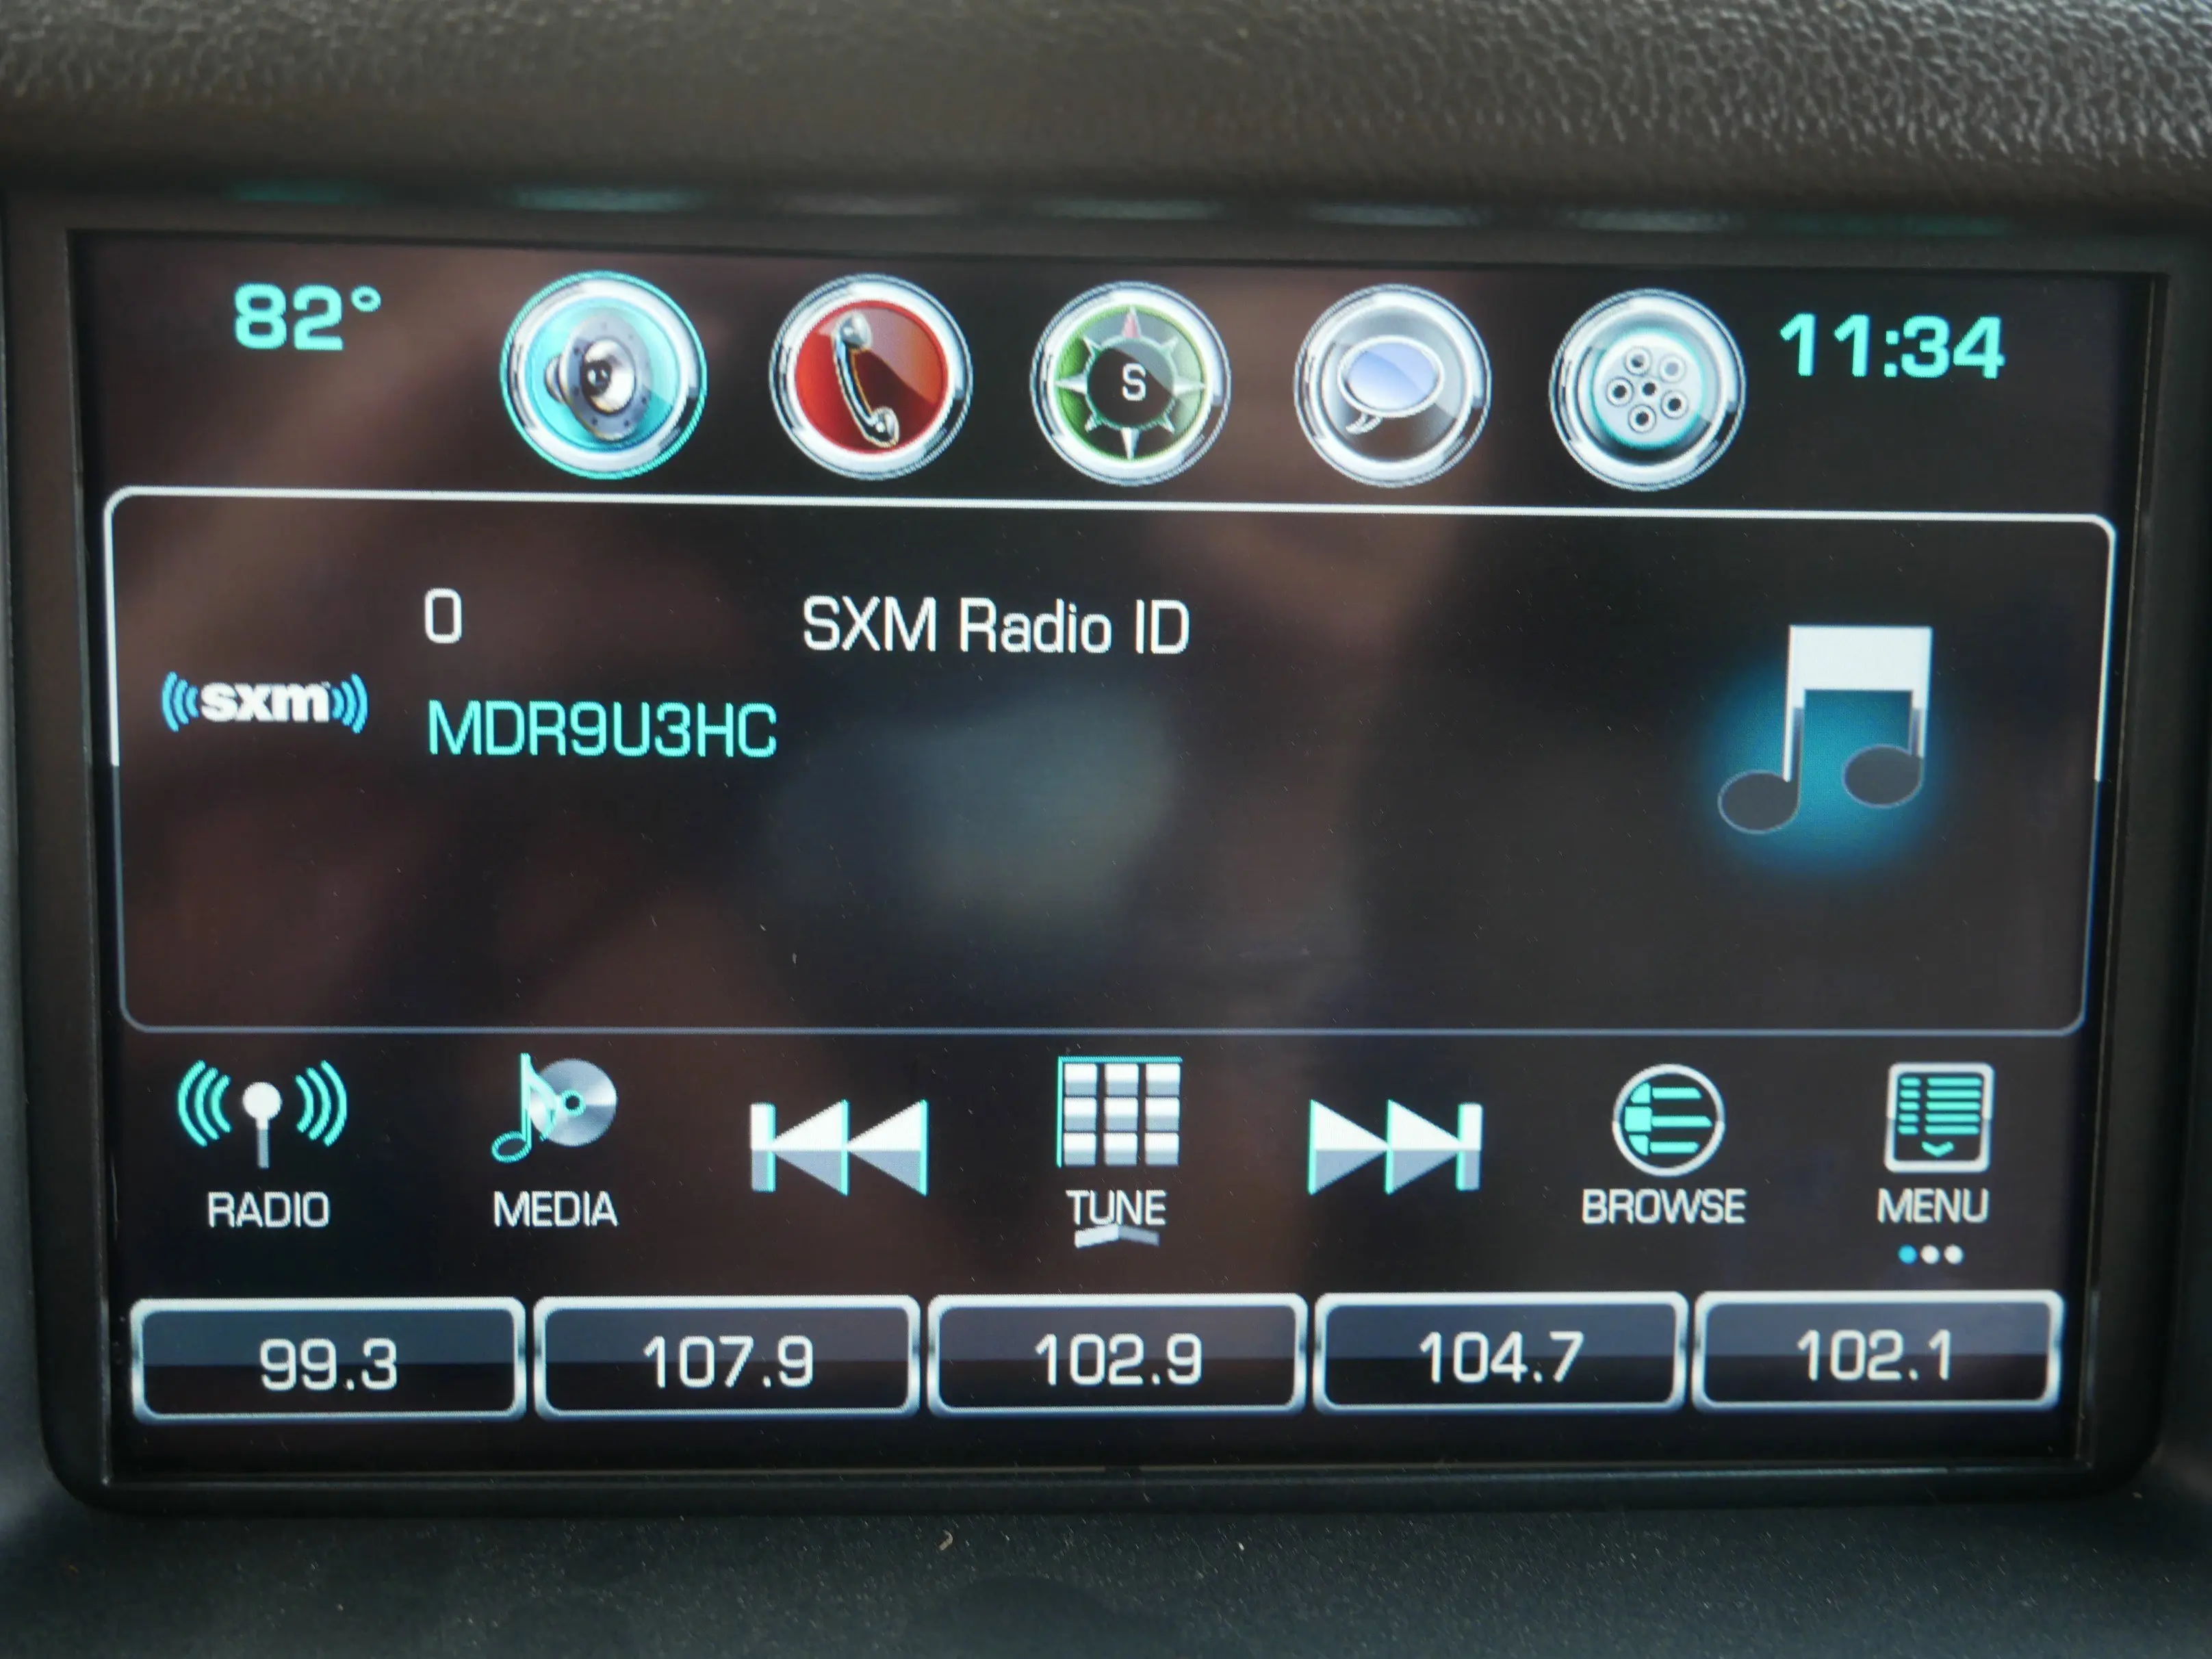 82°
S
11:34
0 SXM Radio ID
sxm
MDR9U3HC
RADIO MEDIA TUNE BROWSE MENU
99.3 107.9 102.9 104.7 102.1